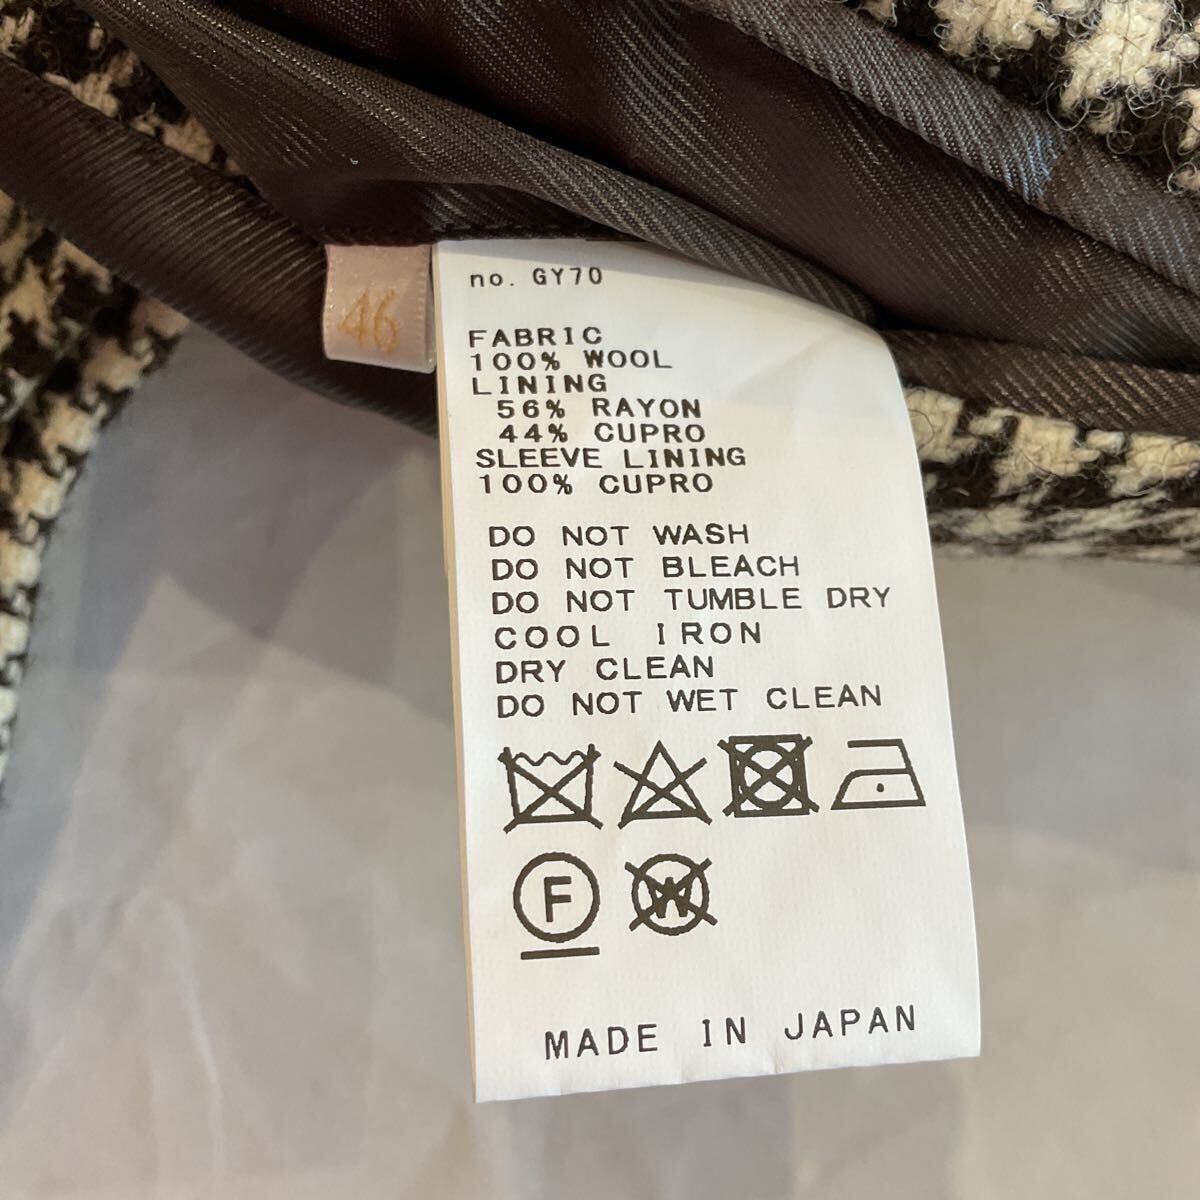 no. GY70
46
FABRIC
100% WOOL
LINING
56% RAYON
44% CUPRO
SLEEVE LINING
100% CUPRO
DO NOT WASH
DO NOT BLEACH
DO NOT TUMBLE DRY
COOL IRON
DRY CLEAN
DO NOT WET CLEAN
F
W
MADE IN JAPAN